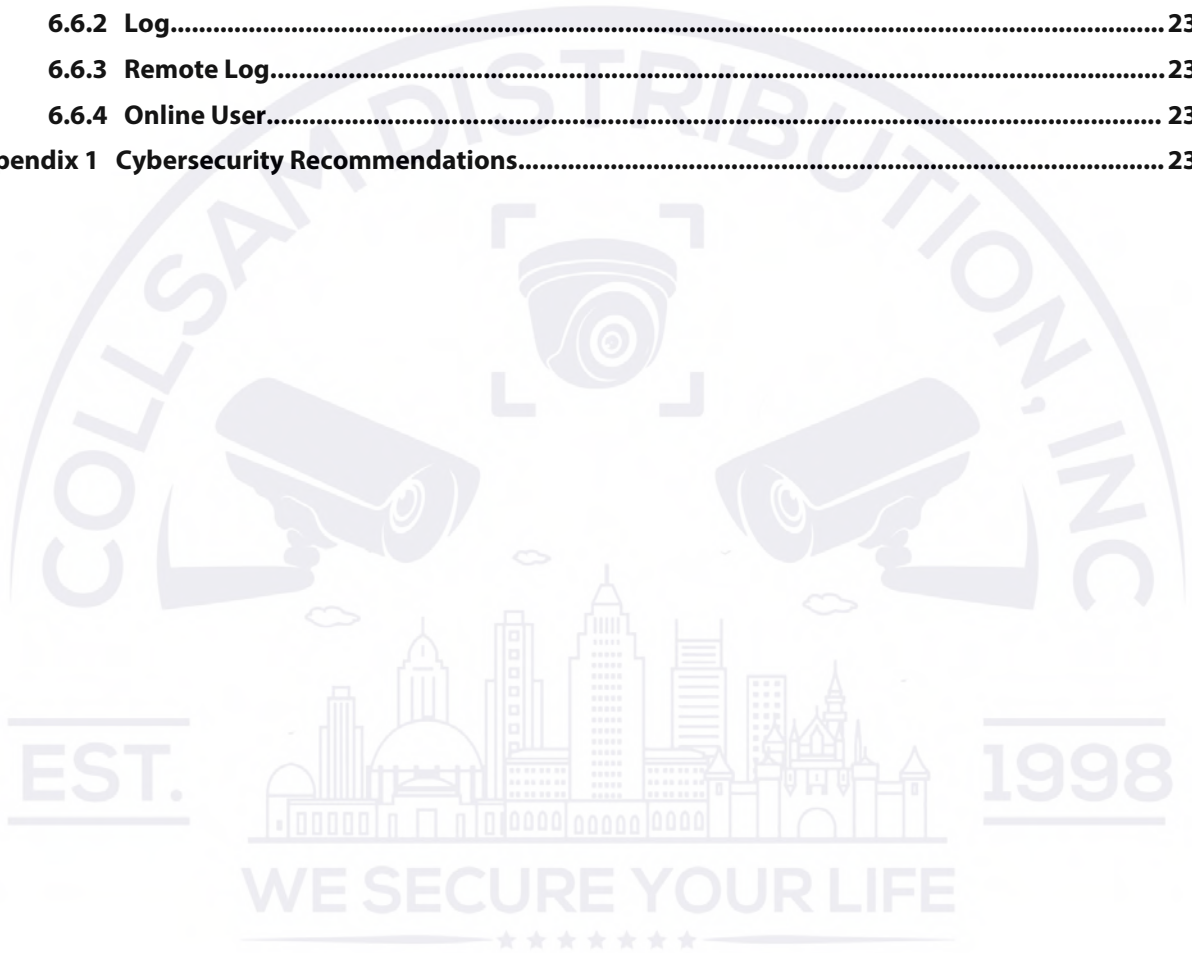 6.6.2 Log........................................................................................................................................23
6.6.3 Remote Log........................................................................................................................23
6.6.4 Online User........................................................................................................................ 23
pendix 1 Cybersecurity Recommendations...............................................................................23
COLLSAM DISTRIBUTION, INC
EST.
1998
WE SECURE YOUR LIFE